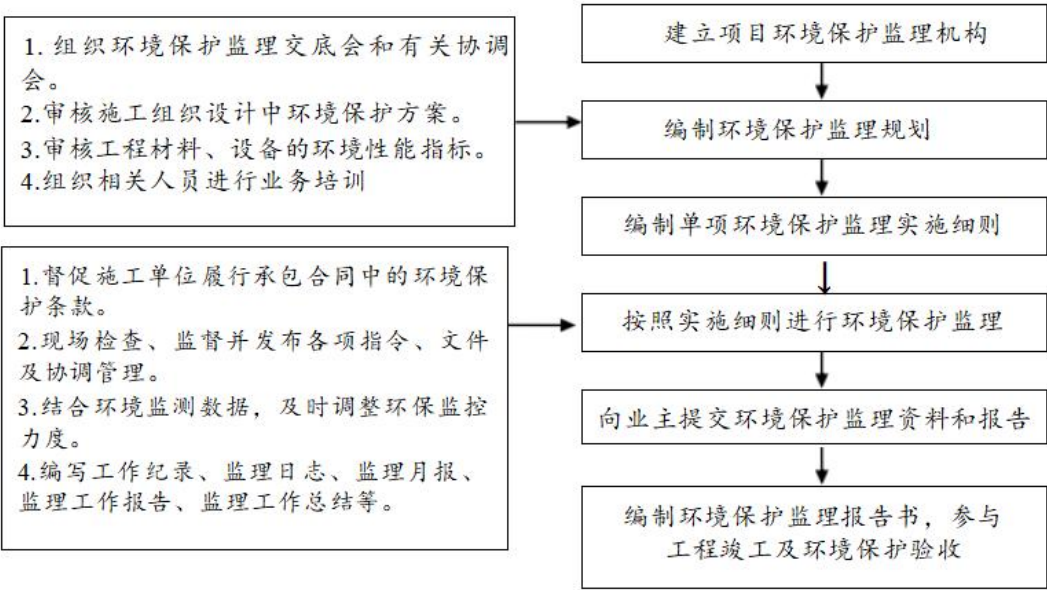 1. 组织环境保护监理交底会和有关协调
会。
2.审核施工组织设计中环境保护方案。
3.审核工程材料、设备的环境性能指标。
4.组织相关人员进行业务培训
1.督促施工单位履行承包合同中的环境保
护条款。
2.现场检查、监督并发布各项指令、文件
及协调管理。
3.结合环境监测数据，及时调整环保监控
力度。
4.编写工作纪录、监理日志、监理月报、
监理工作报告、监理工作总结等。
建立项目环境保护监理机构
编制环境保护监理规划
编制单项环境保护监理实施细则
按照实施细则进行环境保护监理
向业主提交环境保护监理资料和报告
编制环境保护监理报告书，参与
工程竣工及环境保护验收